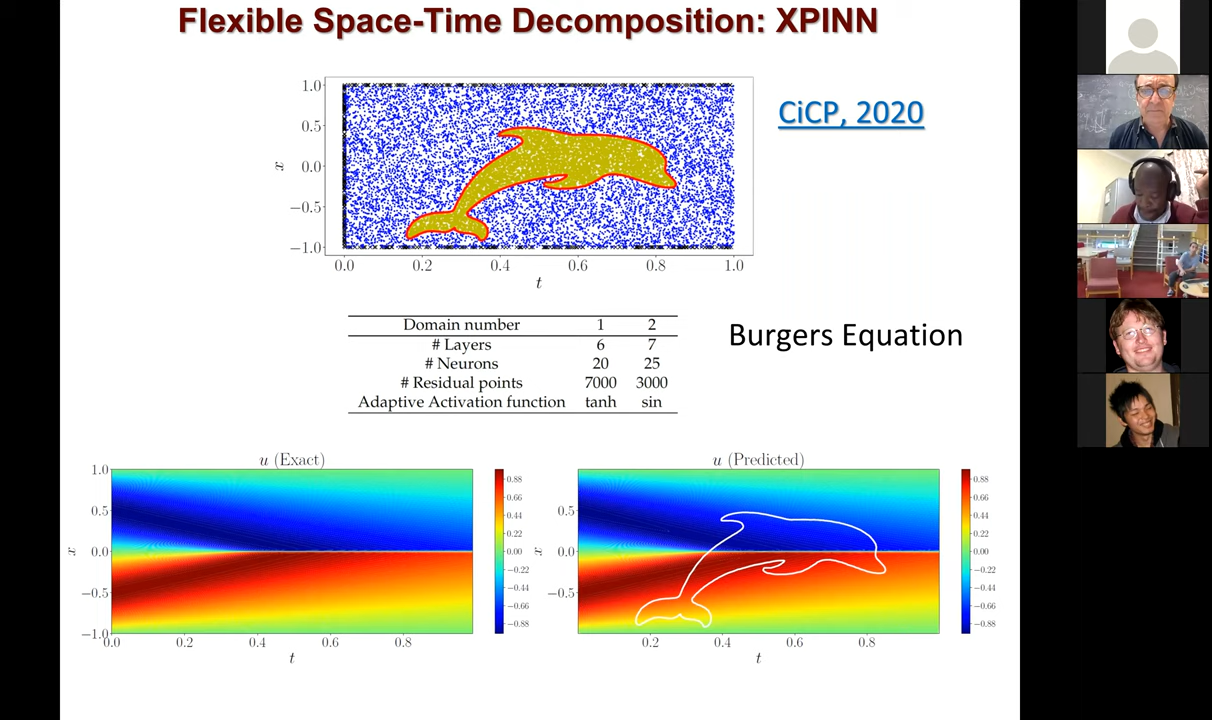 Flexible Space-Time Decomposition: XPINN
CiCP, 2020
1.0
0.5
0.0
−0.5
−1.0
x
0.0 0.2 0.4 0.6 0.8 1.0
t
Domain number 1 2
# Layers 6 7
# Neurons 20 25
# Residual points 7000 3000
Adaptive Activation function tanh sin
Burgers Equation
u (Exact)
1.0
0.5
0.0
−0.5
−1.0
x
0.0 0.2 0.4 0.6 0.8
t
0.88
0.66
0.44
0.22
0.00
−0.22
−0.44
−0.66
−0.88
u (Predicted)
0.5
0.0
−0.5
x
0.2 0.4 0.6 0.8
t
0.88
0.66
0.44
0.22
0.00
−0.22
−0.44
−0.66
−0.88